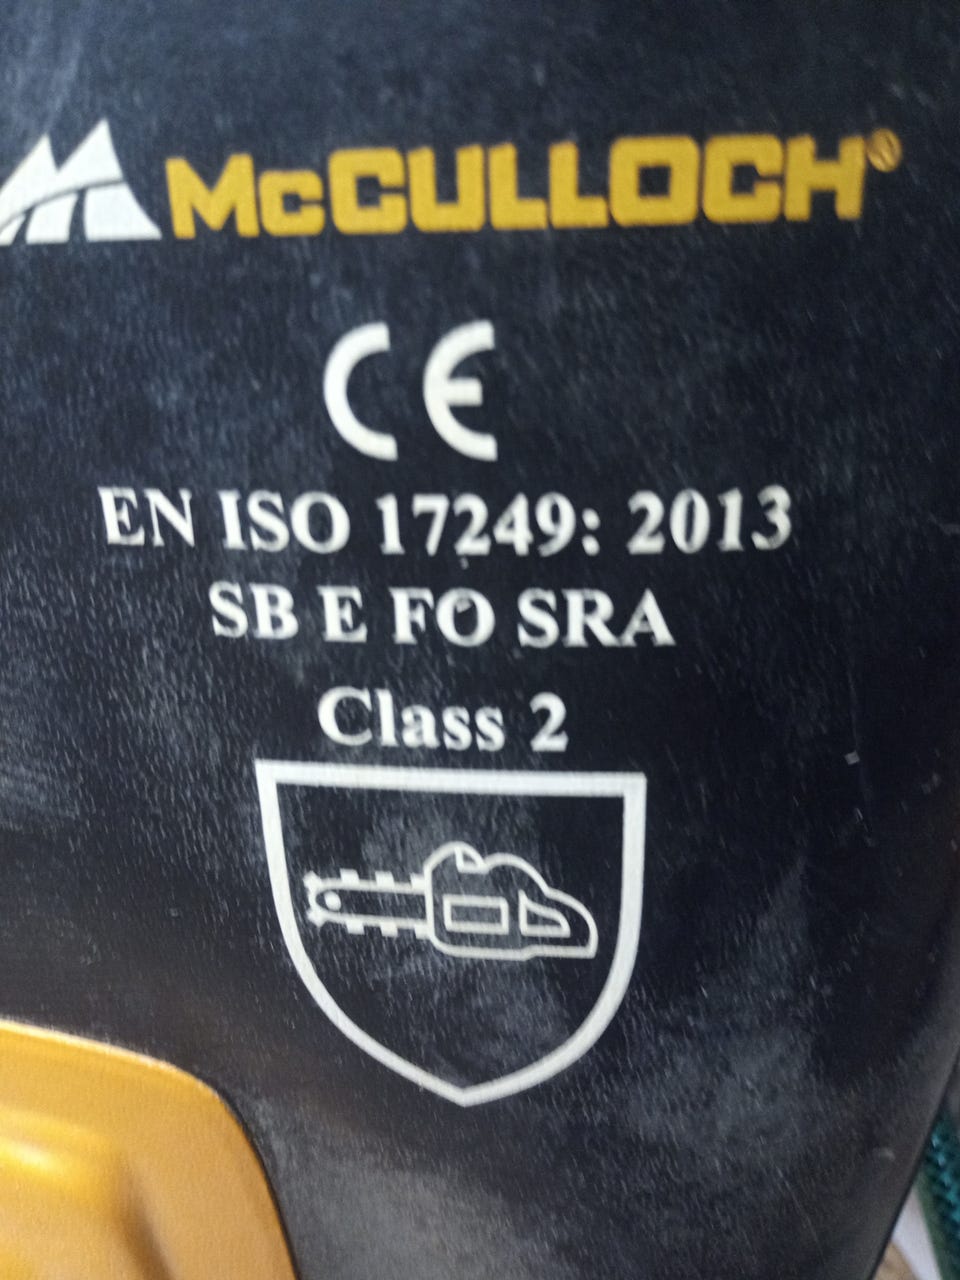 McCULLOCH®
CE
EN ISO 17249: 2013
SB E FO SRA
Class 2